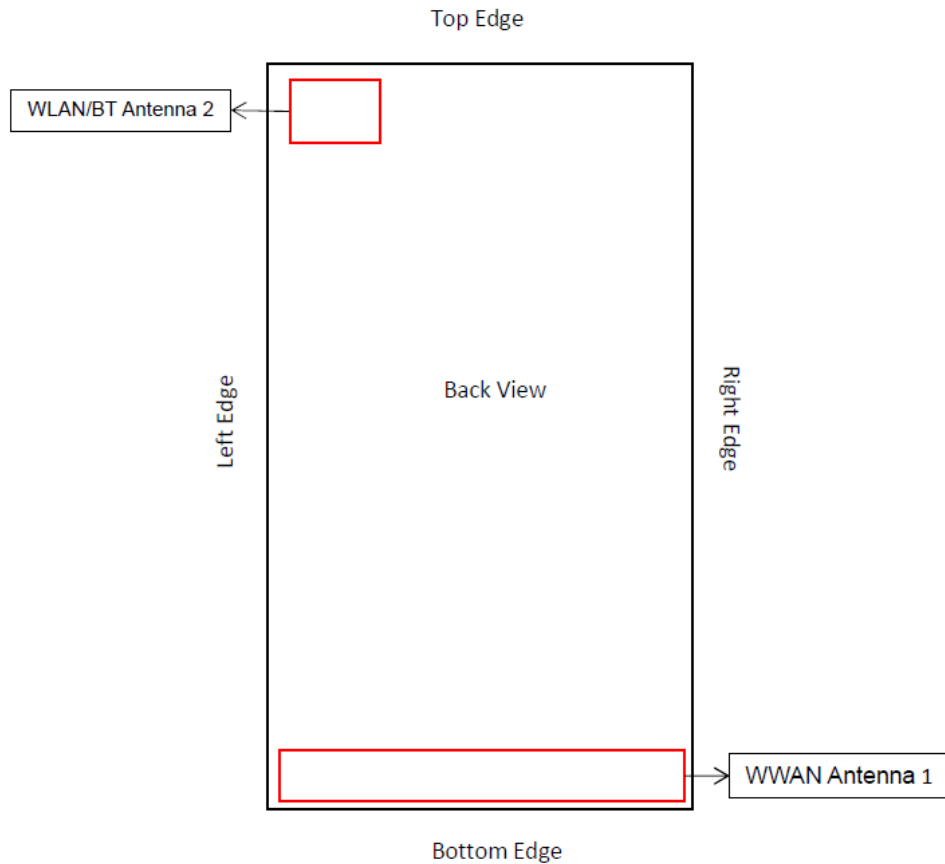 Top Edge
WLAN/BT Antenna 2
Left Edge
Back View
Right Edge
WWAN Antenna 1
Bottom Edge